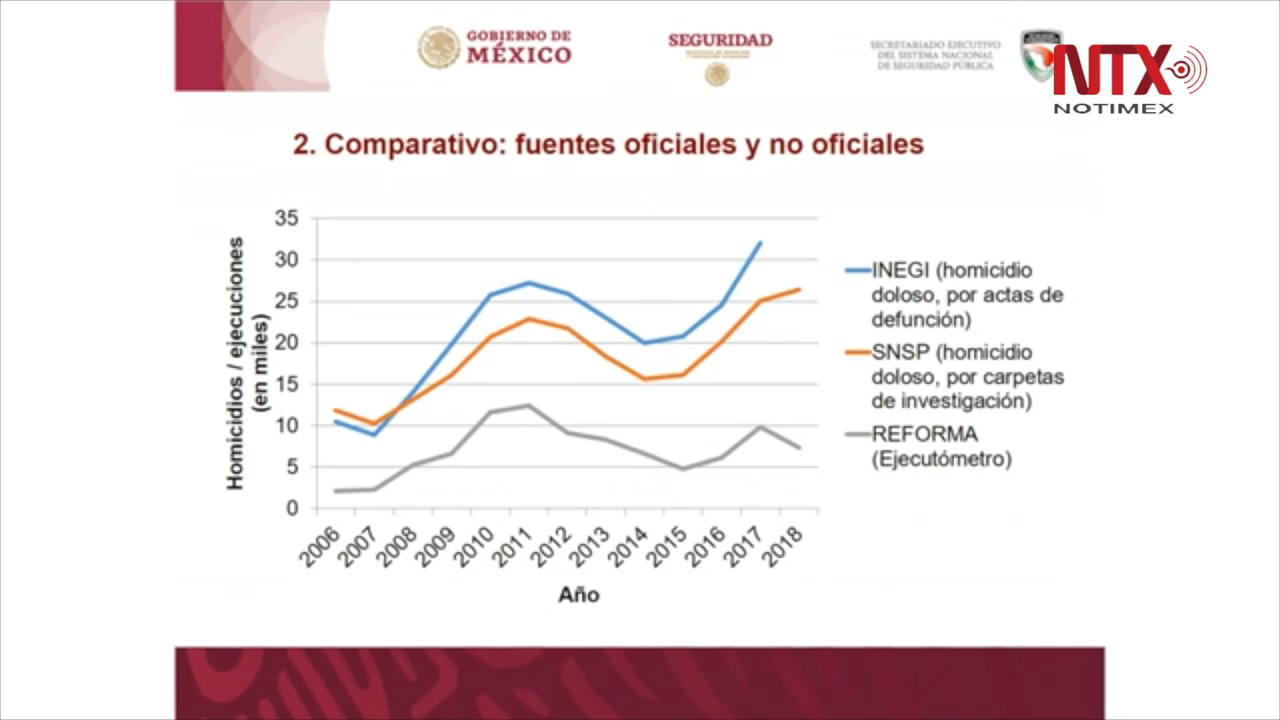 GOBIERNO DE
MÉXICO
SEGURIDAD
SECRETARIADO EJECUTIVO
DEL SISTEMA NACIONAL
DE SEGURIDAD PÚBLICA
NTX
NOTIMEX
2. Comparativo: fuentes oficiales y no oficiales
Homicidios / ejecuciones
(en miles)
35
30
25
20
15
10
5
0
2006
2007
2008
2009
2010
2011
2012
2013
2014
2015
2016
2017
2018
Año
INEGI (homicidio
doloso, por actas de
defunción)
SNSP (homicidio
doloso, por carpetas
de investigación)
REFORMA
(Ejecutómetro)